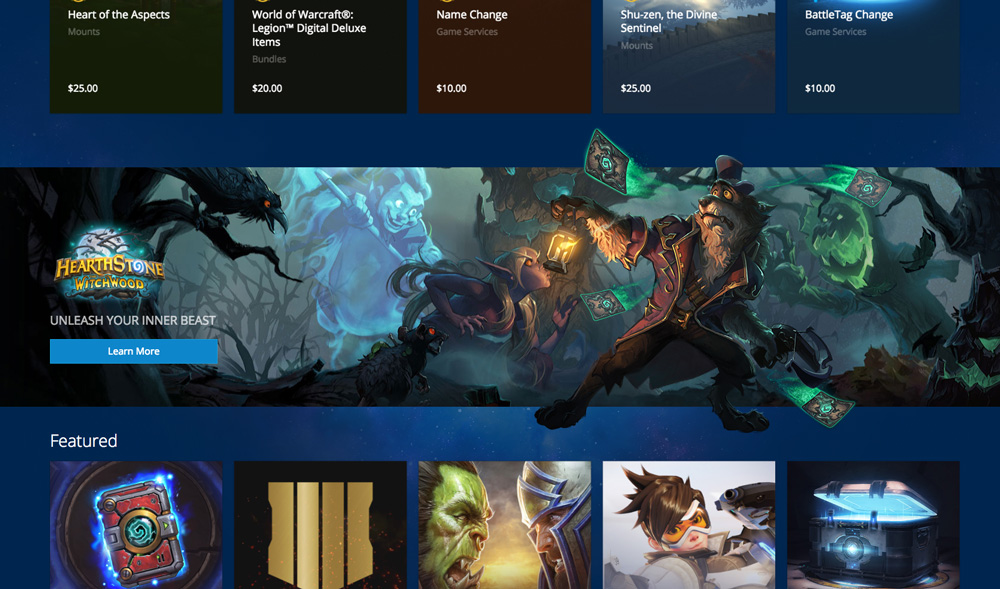 Heart of the Aspects
Mounts
$25.00
World of Warcraft®:
Legion™ Digital Deluxe
Items
Bundles
$20.00
Name Change
Game Services
$10.00
Shu-zen, the Divine
Sentinel
Mounts
$25.00
BattleTag Change
Game Services
$10.00
HEARTHSTONE
WITCHWOOD
UNLEASH YOUR INNER BEAST
Learn More
Featured